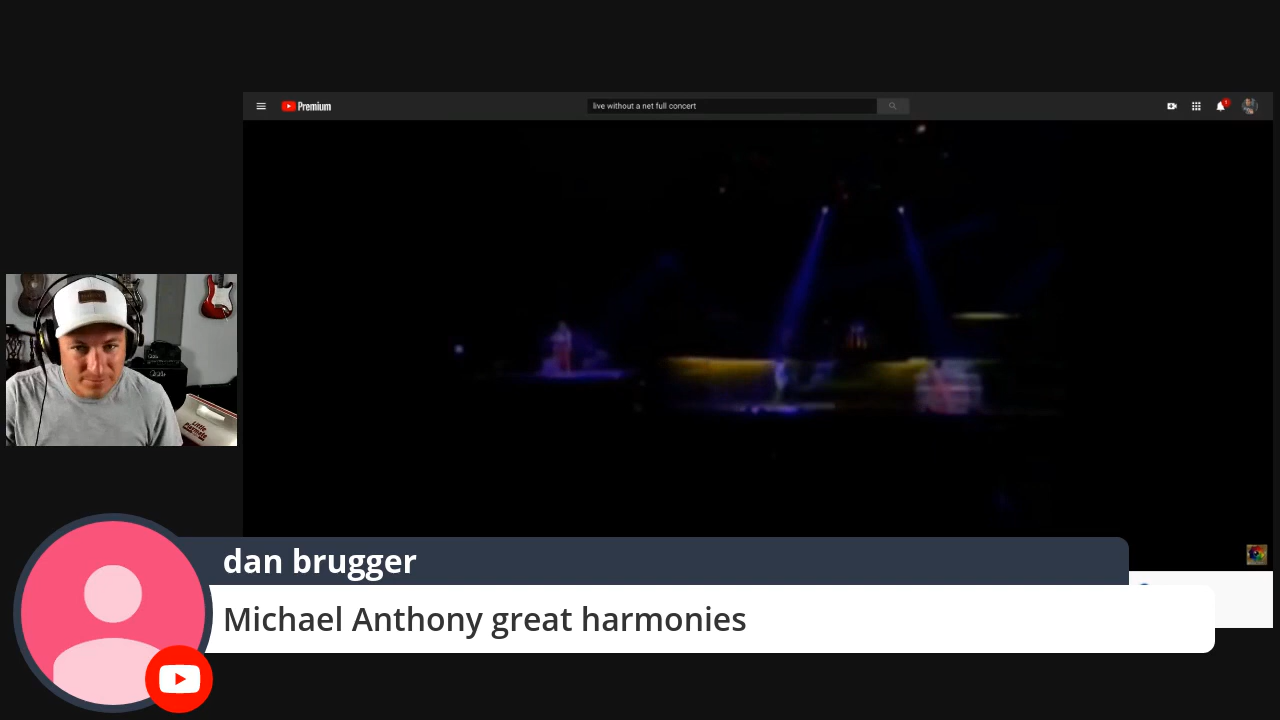 Premium
live without a net full concert
dan brugger
Michael Anthony great harmonies